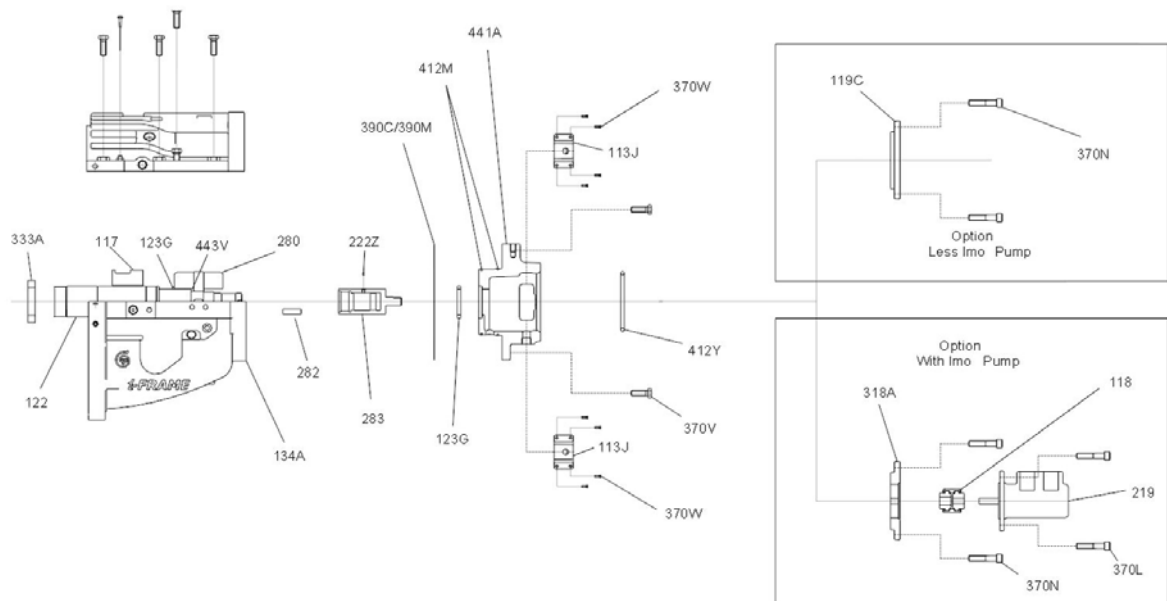 441A
412M
370W
390C/390M
113J
119C
370N
Option
Less Imo Pump
333A
117
123G
443V
280
222Z
122
1-FRAME
134A
282
283
123G
412Y
370V
113J
370W
Option
With Imo Pump
318A
118
219
370N
370L